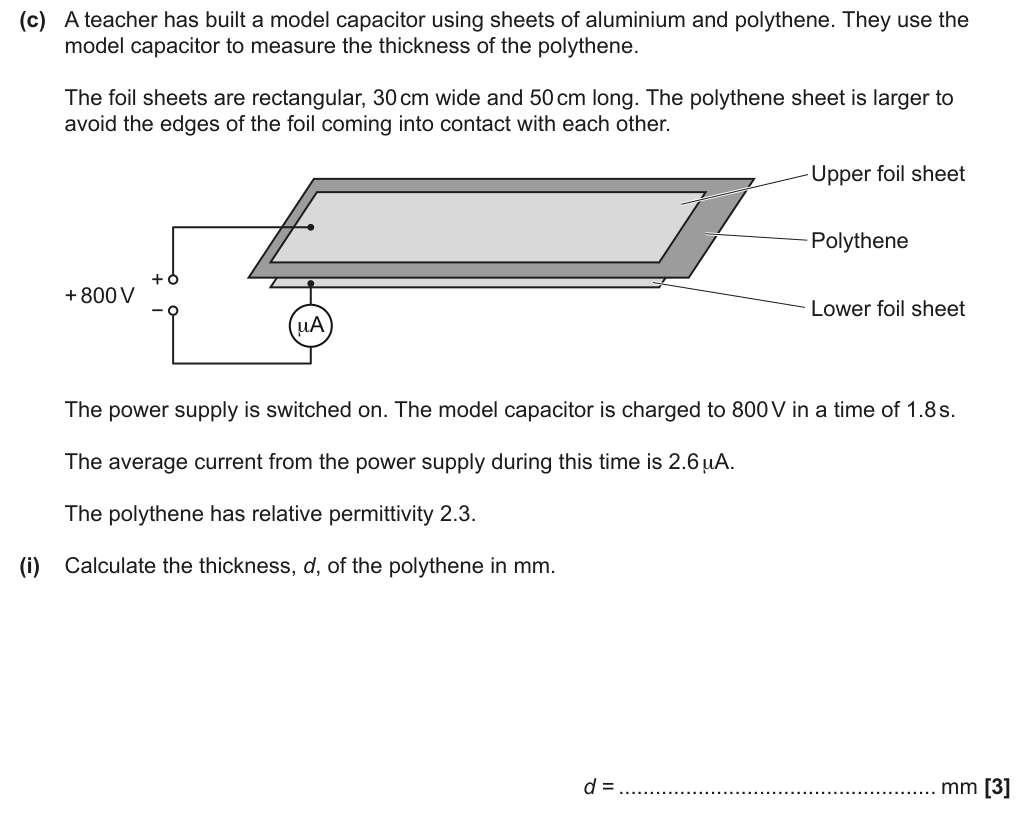 (c) A teacher has built a model capacitor using sheets of aluminium and polythene. They use the
model capacitor to measure the thickness of the polythene.
The foil sheets are rectangular, 30 cm wide and 50 cm long. The polythene sheet is larger to
avoid the edges of the foil coming into contact with each other.
Upper foil sheet
Polythene
+
+ 800 V
–
μA
Lower foil sheet
The power supply is switched on. The model capacitor is charged to 800 V in a time of 1.8 s.
The average current from the power supply during this time is 2.6 μA.
The polythene has relative permittivity 2.3.
(i) Calculate the thickness, d, of the polythene in mm.
d = .................................................... mm [3]